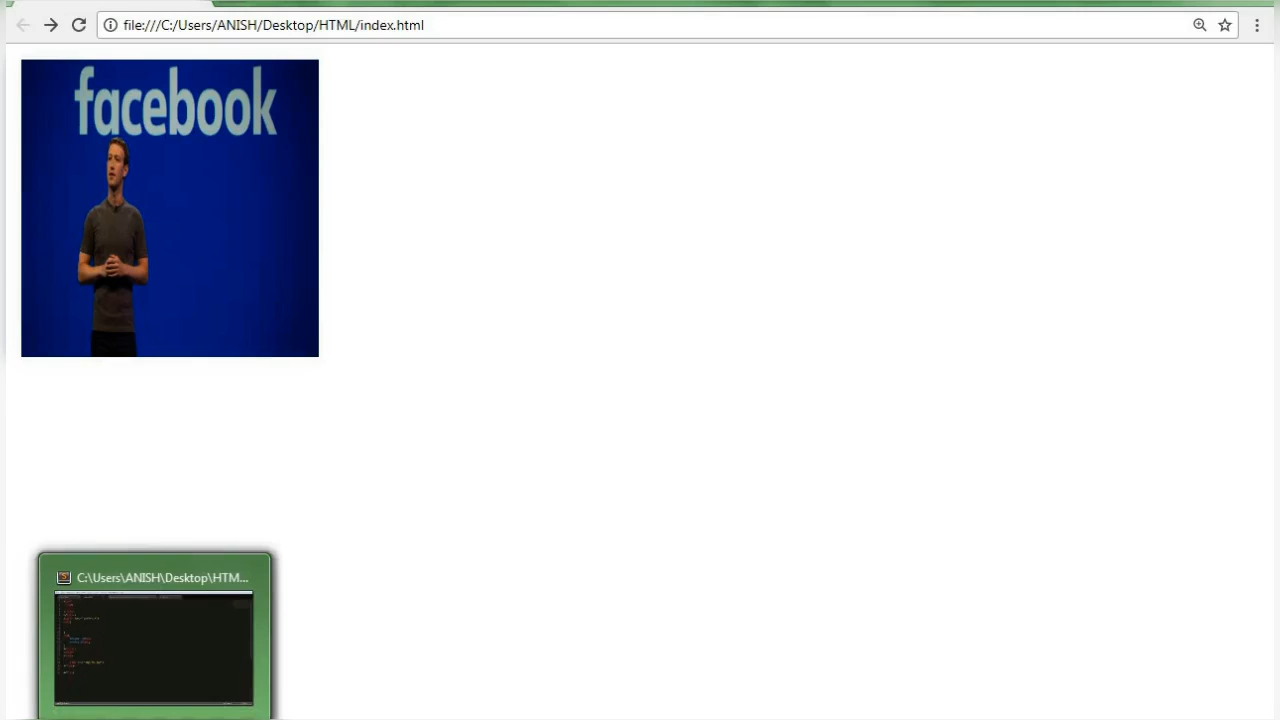 file:///C:/Users/ANISH/Desktop/HTML/index.html
facebook
C:\Users\ANISH\Desktop\HTM...